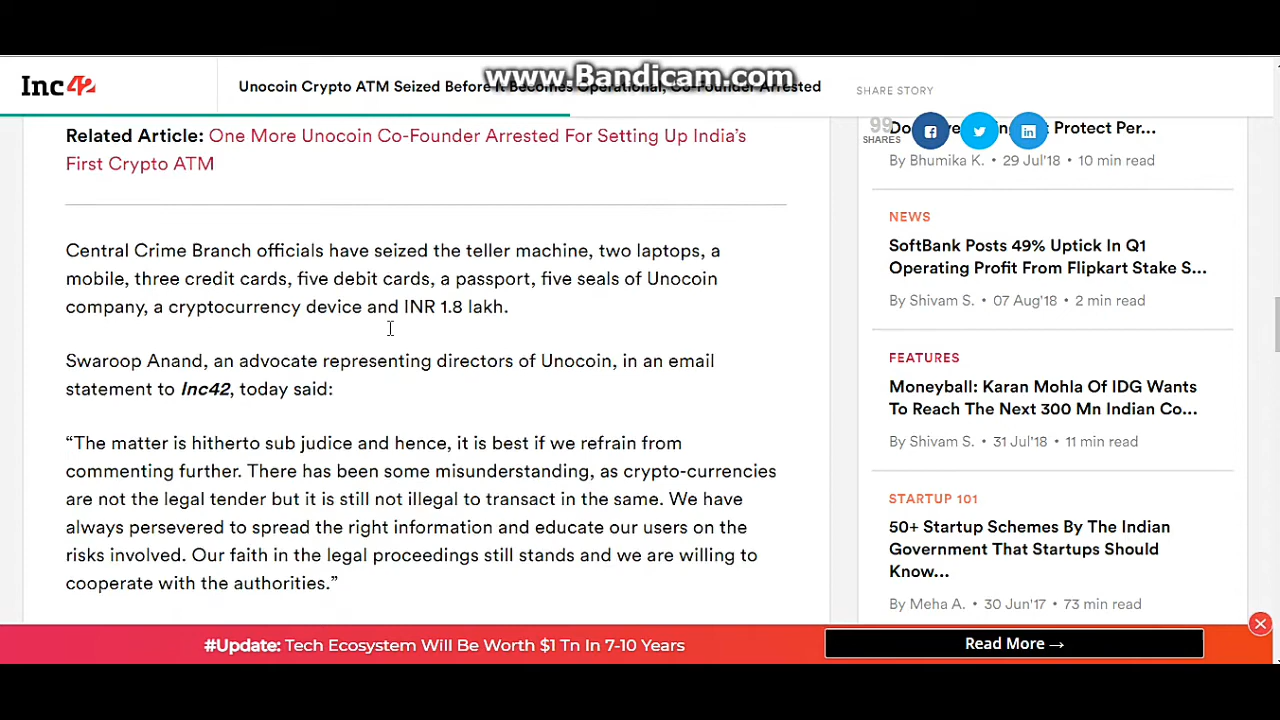 www.Bandicam.com
Inc42
Unocoin Crypto ATM Seized Before It Becomes Operational, Co-Founder Arrested
SHARE STORY
99
SHARES
Related Article: One More Unocoin Co-Founder Arrested For Setting Up India's
First Crypto ATM
Central Crime Branch officials have seized the teller machine, two laptops, a
mobile, three credit cards, five debit cards, a passport, five seals of Unocoin
company, a cryptocurrency device and INR 1.8 lakh.
Swaroop Anand, an advocate representing directors of Unocoin, in an email
statement to Inc42, today said:
“The matter is hitherto sub judice and hence, it is best if we refrain from
commenting further. There has been some misunderstanding, as crypto-currencies
are not the legal tender but it is still not illegal to transact in the same. We have
always persevered to spread the right information and educate our users on the
risks involved. Our faith in the legal proceedings still stands and we are willing to
cooperate with the authorities.”
Protect Per...
By Bhumika K. • 29 Jul'18 • 10 min read
NEWS
SoftBank Posts 49% Uptick In Q1
Operating Profit From Flipkart Stake S...
By Shivam S. • 07 Aug'18 • 2 min read
FEATURES
Moneyball: Karan Mohla Of IDG Wants
To Reach The Next 300 Mn Indian Co...
By Shivam S. • 31 Jul'18 • 11 min read
STARTUP 101
50+ Startup Schemes By The Indian
Government That Startups Should
Know...
By Meha A. • 30 Jun'17 • 73 min read
#Update: Tech Ecosystem Will Be Worth $1 Tn In 7-10 Years
Read More →